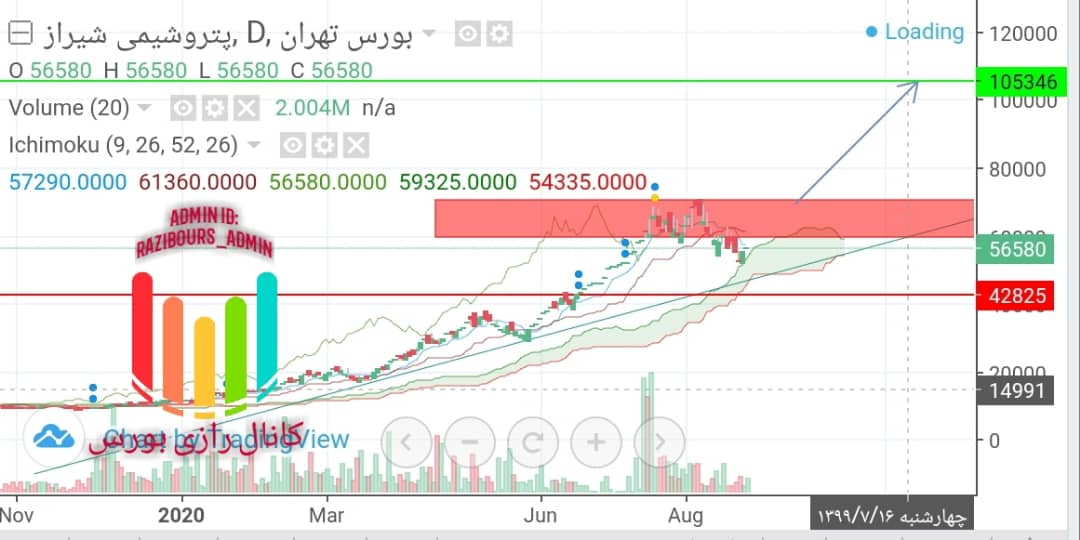 پتروشیمی شیراز, D, بورس تهران
Loading
O 56580 H 56580 L 56580 C 56580
Volume (20) 2.004M n/a
Ichimoku (9, 26, 52, 26)
57290.0000 61360.0000 56580.0000 59325.0000 54335.0000
ADMIN ID:
RAZIBOURS_ADMIN
120000
105346
100000
80000
60000
56580
42825
20000
14991
0
Chart by TradingView
کانال رازی بورس
Nov 2020 Mar Jun Aug
چهارشنبه ۱۳۹۹/۷/۱۶